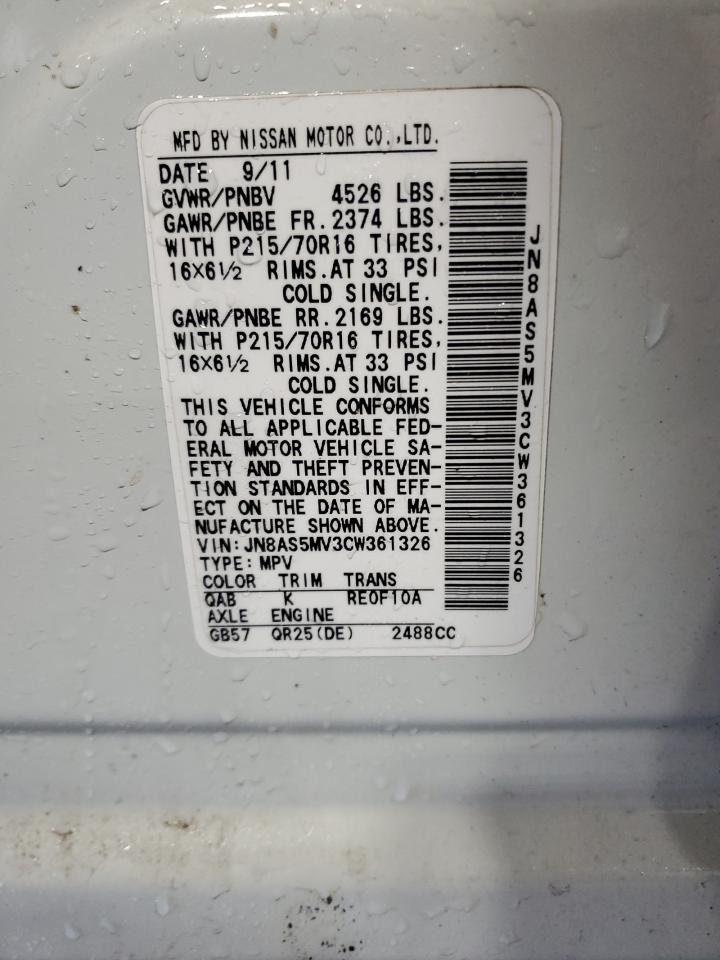 MFD BY NISSAN MOTOR CO.,LTD.
DATE 9/11
GVWR/PNBV 4526 LBS.
GAWR/PNBE FR.2374 LBS.
WITH P215/70R16 TIRES,
16×6½ RIMS.AT 33 PSI
COLD SINGLE.
GAWR/PNBE RR.2169 LBS.
WITH P215/70R16 TIRES,
16×6½ RIMS.AT 33 PSI
COLD SINGLE.
THIS VEHICLE CONFORMS
TO ALL APPLICABLE FED-
ERAL MOTOR VEHICLE SA-
FETY AND THEFT PREVEN-
TION STANDARDS IN EFF-
ECT ON THE DATE OF MA-
NUFACTURE SHOWN ABOVE.
VIN:JN8AS5MV3CW361326
TYPE:MPV
COLOR TRIM TRANS
QAB K RE0F10A
AXLE ENGINE
GB57 QR25(DE) 2488CC
JN8AS5MV3CW361326